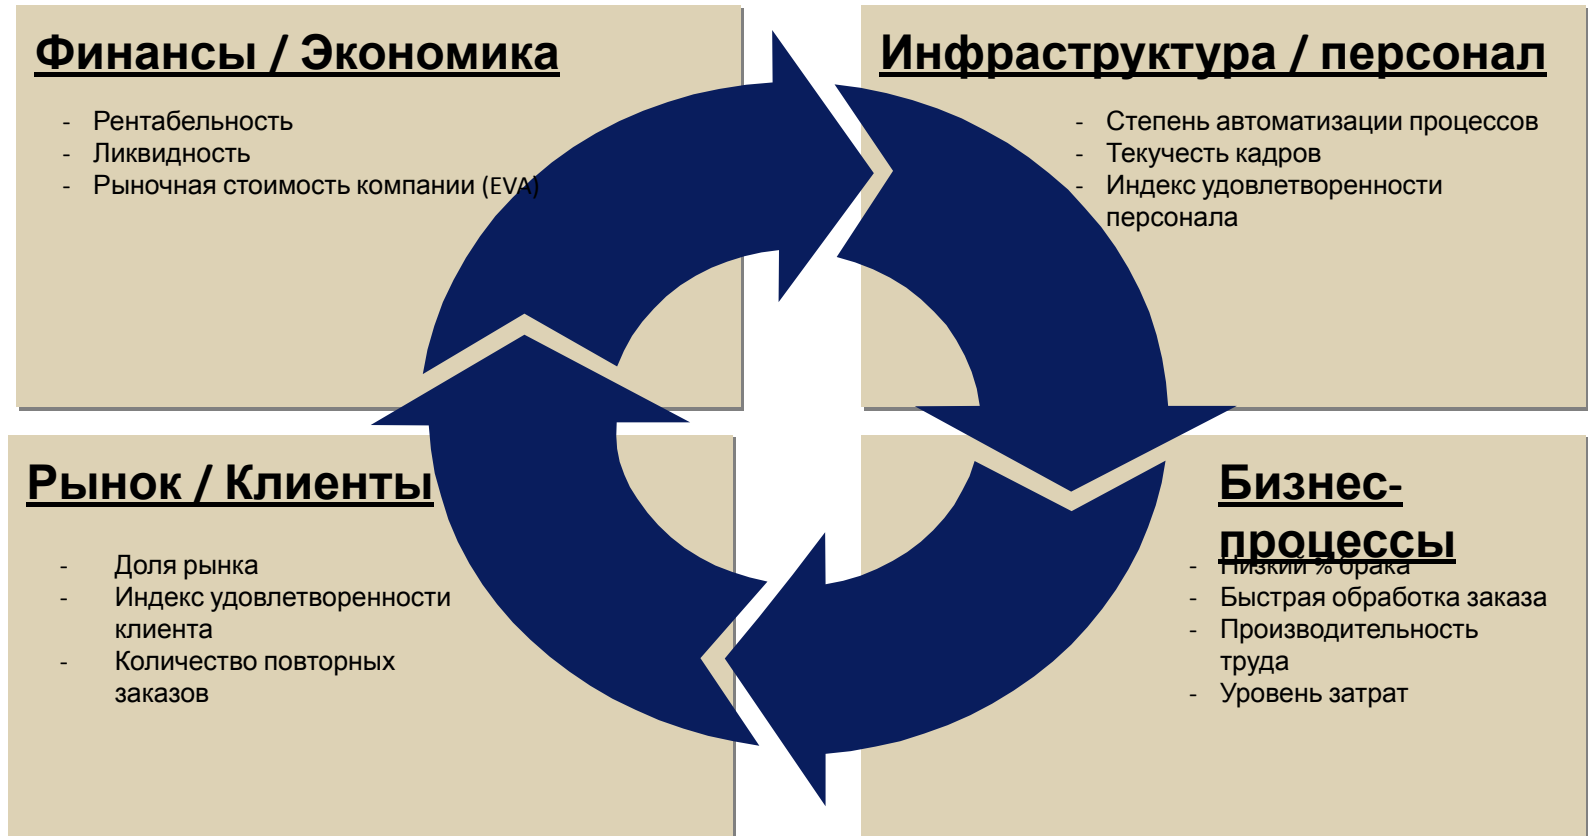 Финансы / Экономика
- Рентабельность
- Ликвидность
- Рыночная стоимость компании (EVA)
Инфраструктура / персонал
- Степень автоматизации процессов
- Текучесть кадров
- Индекс удовлетворенности
персонала
Рынок / Клиенты
- Доля рынка
- Индекс удовлетворенности
клиента
- Количество повторных
заказов
Бизнес-
процессы
- Низкий % брака
- Быстрая обработка заказа
- Производительность
труда
- Уровень затрат